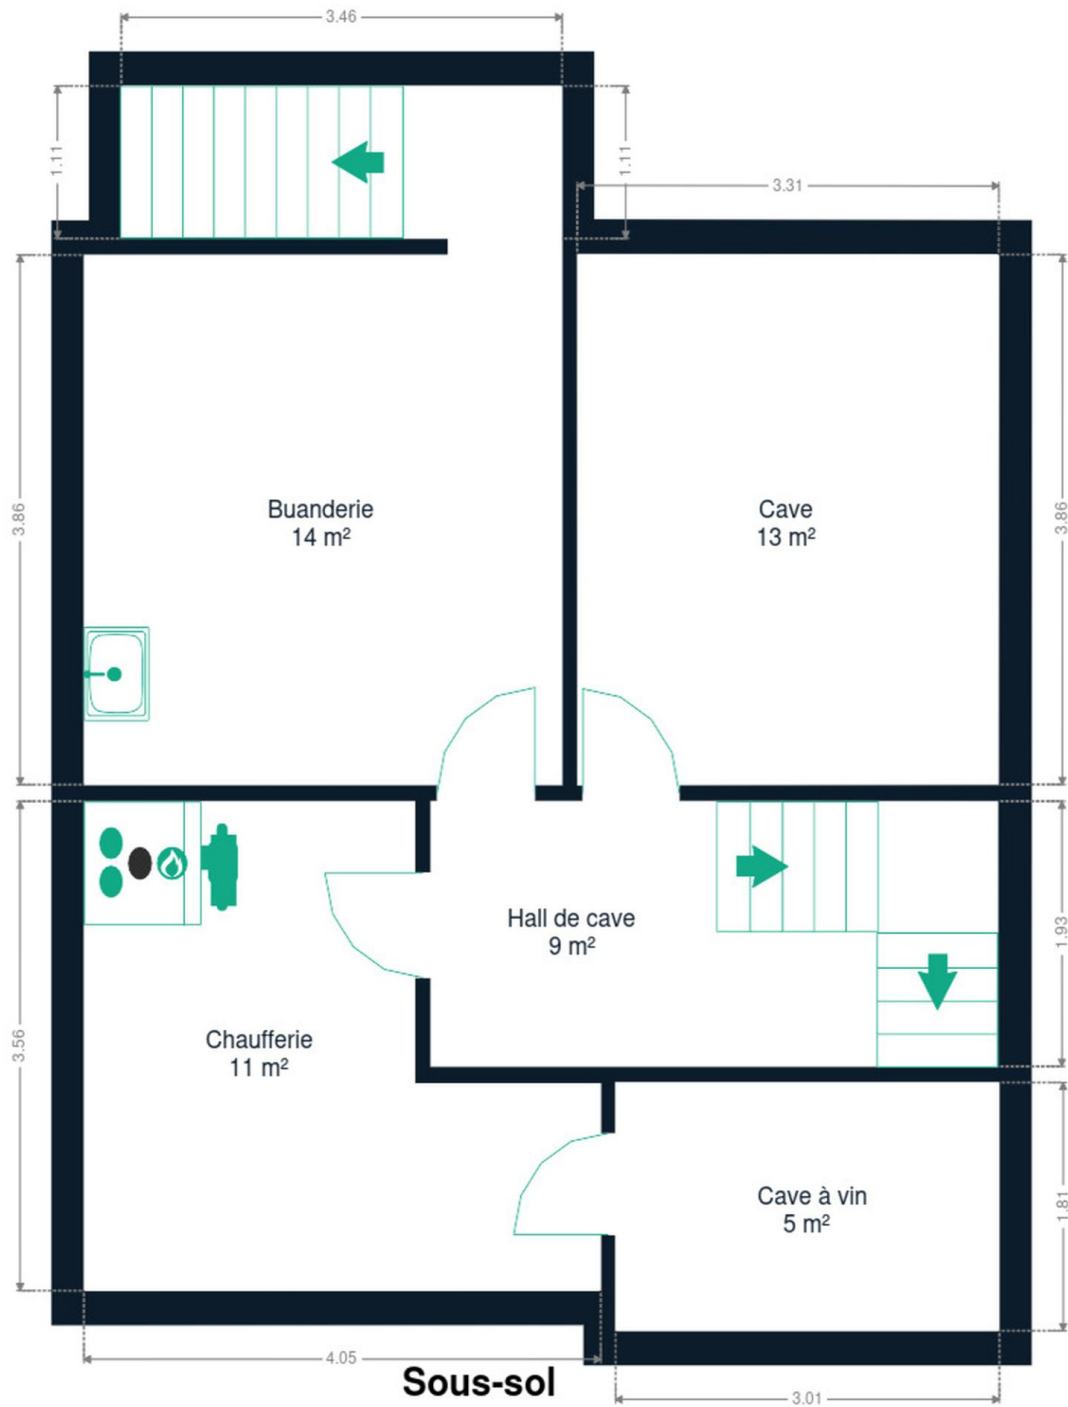 3.46
1.11
1.11
3.31
3.86
3.86
Buanderie
14 m²
Cave
13 m²
Hall de cave
9 m²
1.93
Chaufferie
11 m²
3.56
Cave à vin
5 m²
1.81
4.05
Sous-sol
3.01